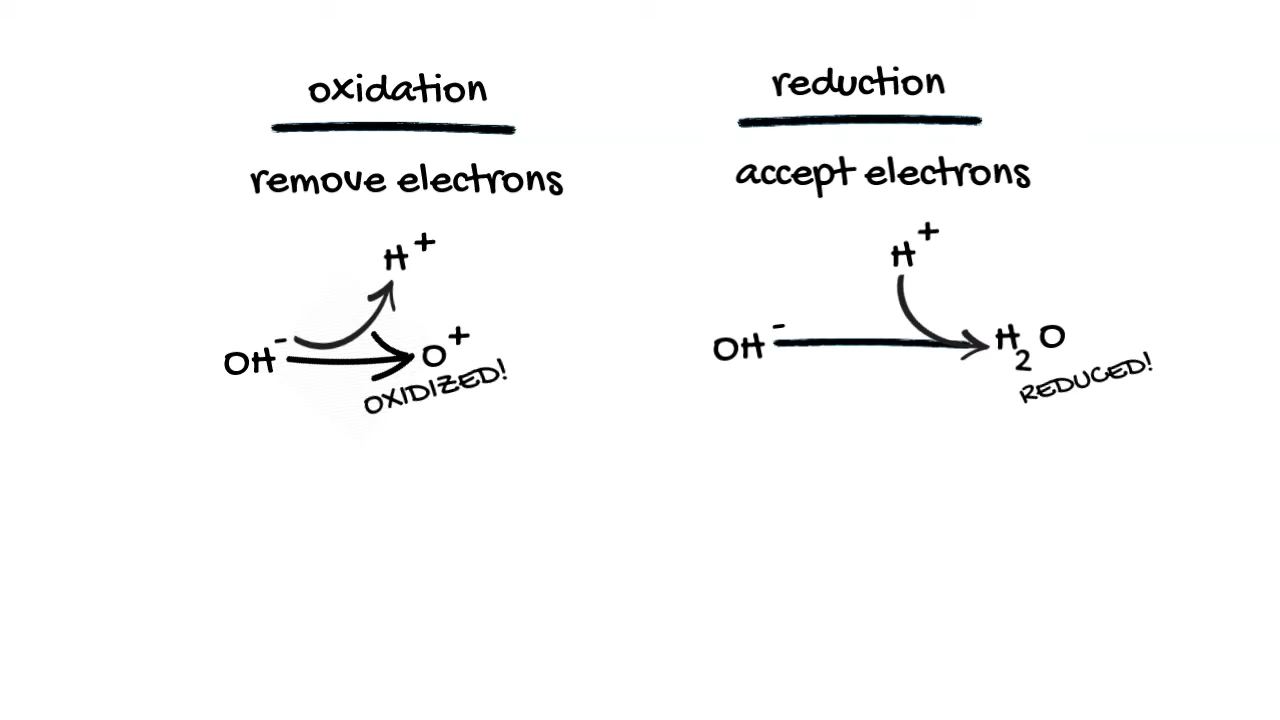 oxidation
remove electrons
H+
OH- O+
OXIDIZED!
reduction
accept electrons
H+
OH- H2O
REDUCED!